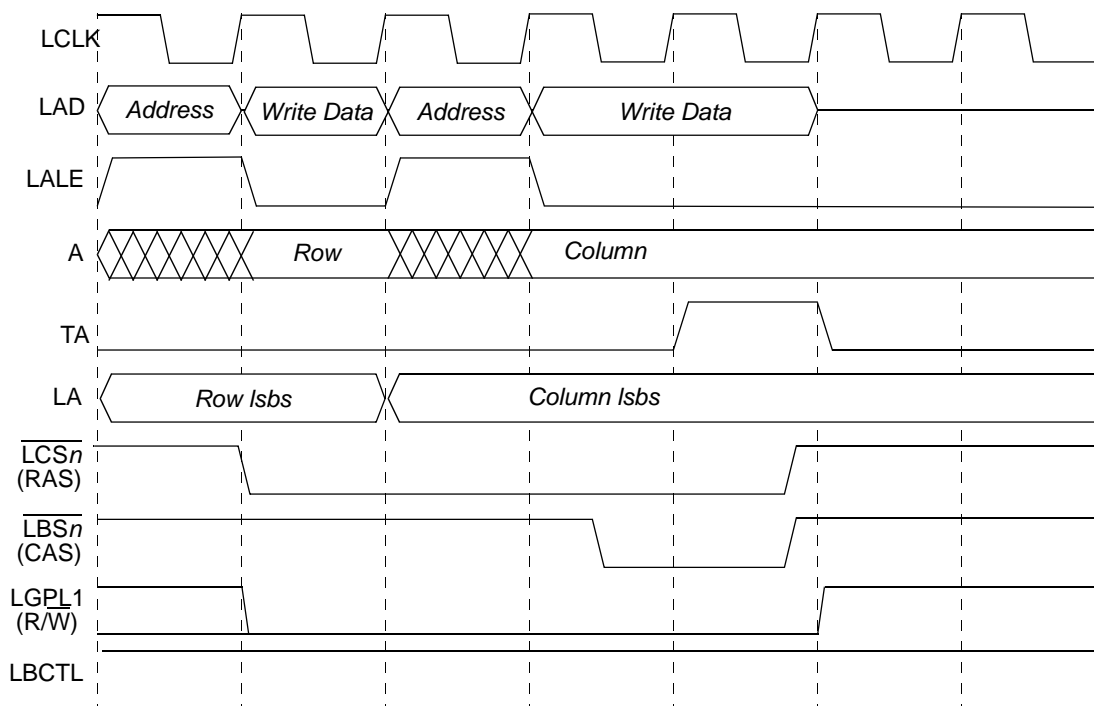 LCLK
LAD Address Write Data Address Write Data
LALE
A Row Column
TA
LA Row lsbs Column lsbs
LCSn
(RAS)
LBSn
(CAS)
LGPL1
(R/W)
LBCTL